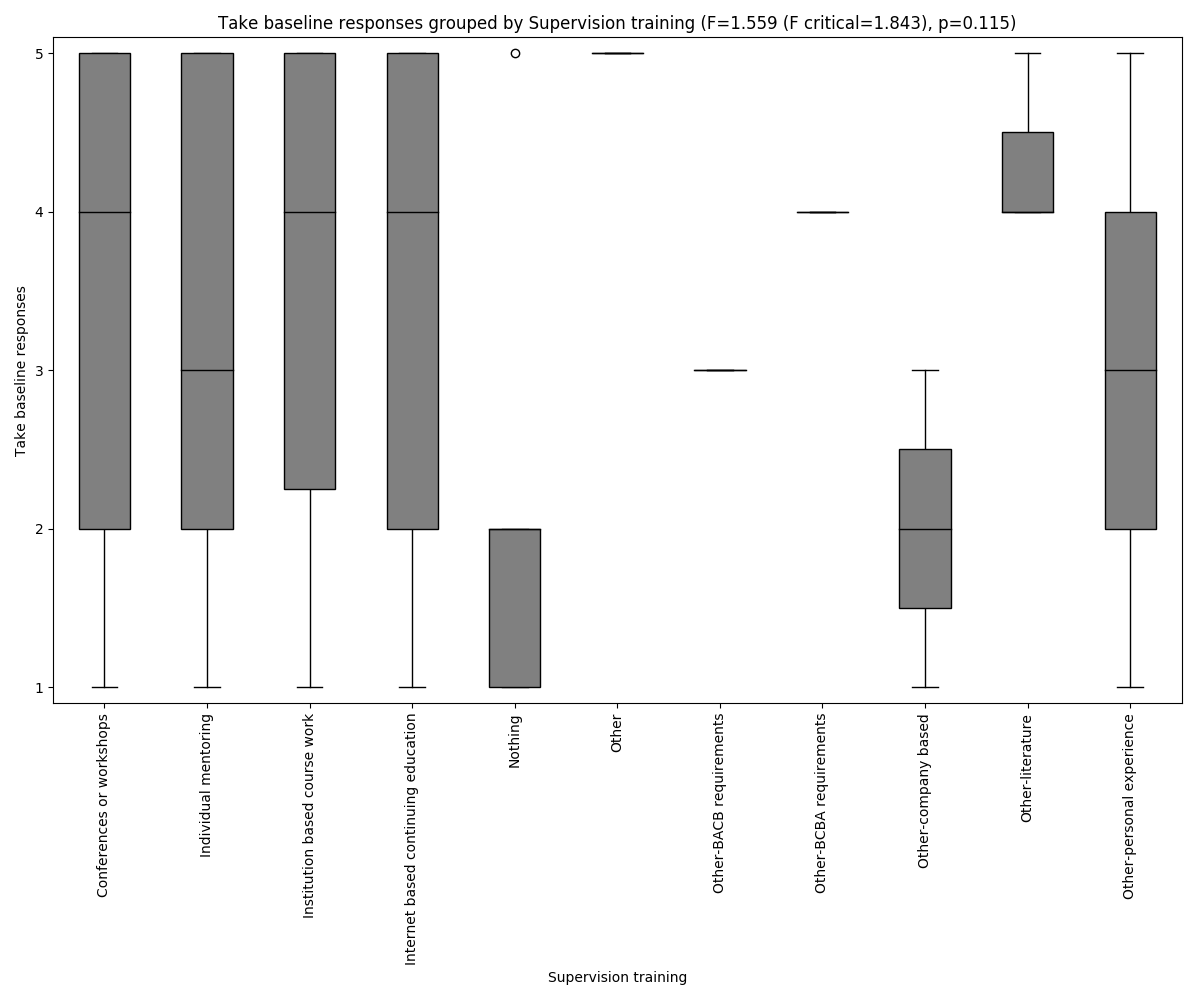 Take baseline responses grouped by Supervision training (F=1.559 (F critical=1.843), p=0.115)
Take baseline responses
5
4
3
2
1
Conferences or workshops
Individual mentoring
Institution based course work
Internet based continuing education
Nothing
Other
Other-BACB requirements
Other-BCBA requirements
Other-company based
Other-literature
Other-personal experience
Supervision training